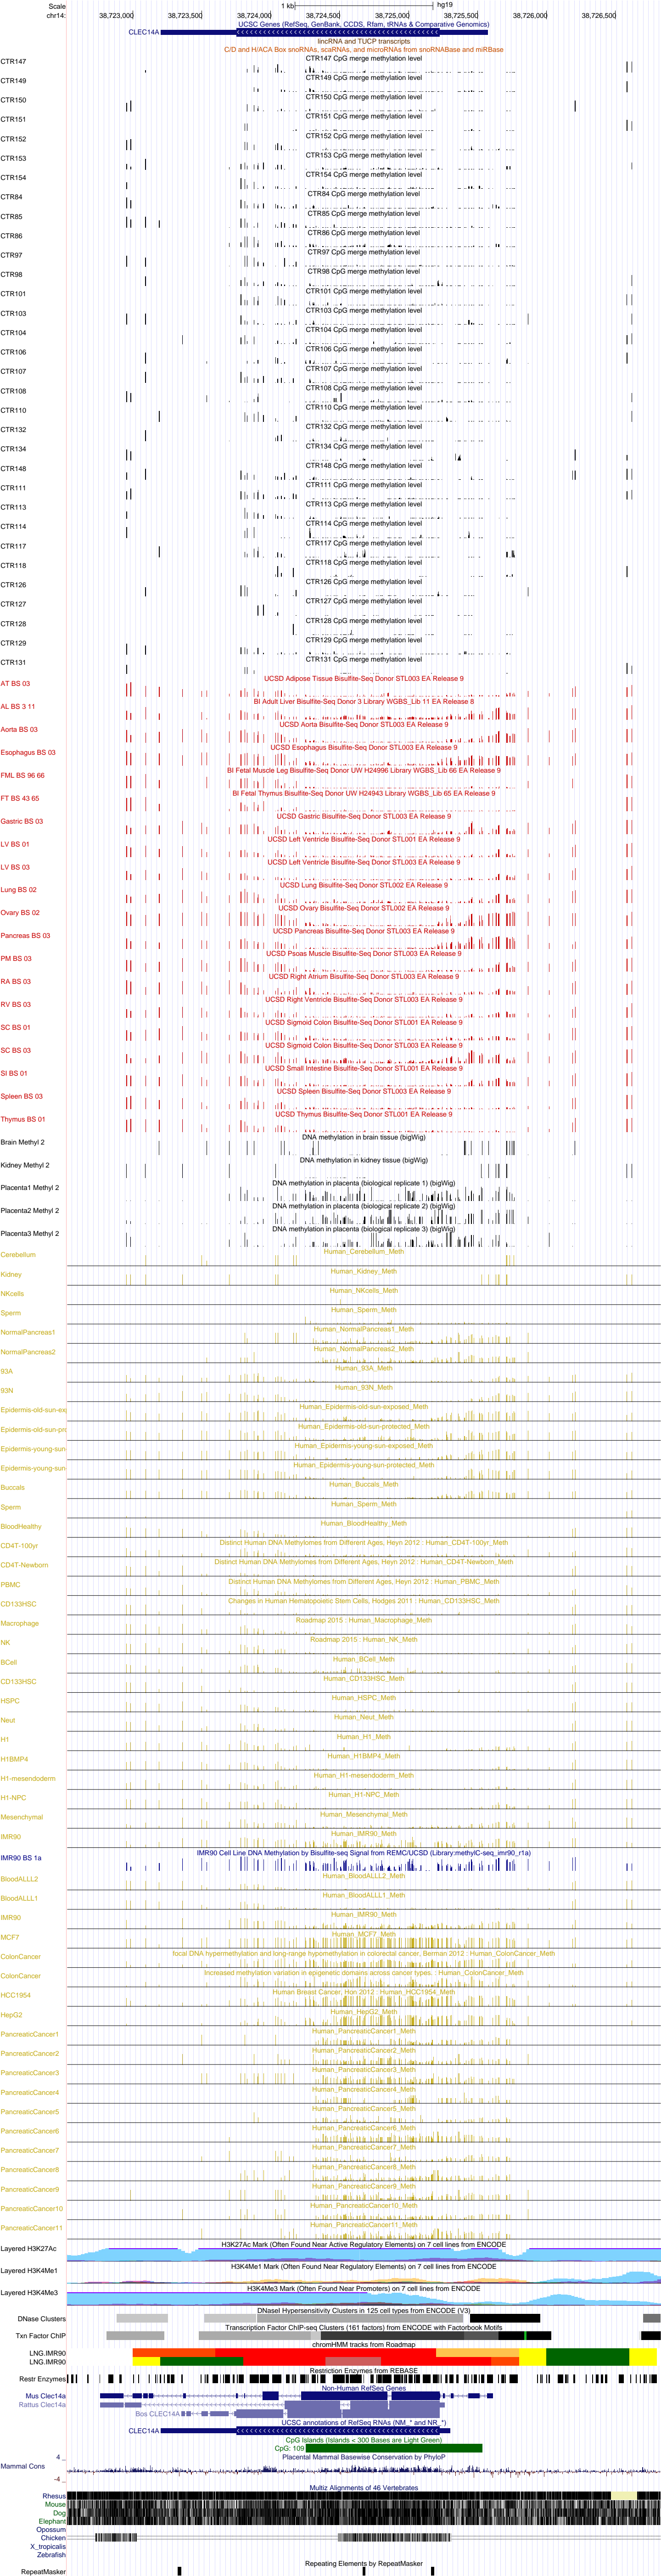 Scale 1 kb hg19
chr14: 38,723,000 38,723,500 38,724,000 38,724,500 38,725,000 38,725,500 38,726,000 38,726,500
UCSC Genes (RefSeq, GenBank, CCDS, Rfam, tRNAs & Comparative Genomics)
CLEC14A
lincRNA and TUCP transcripts
C/D and H/ACA Box snoRNAs, scaRNAs, and microRNAs from snoRNABase and miRBase
CTR147 CpG merge methylation level
CTR147
CTR149 CpG merge methylation level
CTR149
CTR150 CpG merge methylation level
CTR150
CTR151 CpG merge methylation level
CTR151
CTR152 CpG merge methylation level
CTR152
CTR153 CpG merge methylation level
CTR153
CTR154 CpG merge methylation level
CTR154
CTR84 CpG merge methylation level
CTR84
CTR85 CpG merge methylation level
CTR85
CTR86 CpG merge methylation level
CTR86
CTR97 CpG merge methylation level
CTR97
CTR98 CpG merge methylation level
CTR98
CTR101 CpG merge methylation level
CTR101
CTR103 CpG merge methylation level
CTR103
CTR104 CpG merge methylation level
CTR104
CTR106 CpG merge methylation level
CTR106
CTR107 CpG merge methylation level
CTR107
CTR108 CpG merge methylation level
CTR108
CTR110 CpG merge methylation level
CTR110
CTR132 CpG merge methylation level
CTR132
CTR134 CpG merge methylation level
CTR134
CTR148 CpG merge methylation level
CTR148
CTR111 CpG merge methylation level
CTR111
CTR113 CpG merge methylation level
CTR113
CTR114 CpG merge methylation level
CTR114
CTR117 CpG merge methylation level
CTR117
CTR118 CpG merge methylation level
CTR118
CTR126 CpG merge methylation level
CTR126
CTR127 CpG merge methylation level
CTR127
CTR128 CpG merge methylation level
CTR128
CTR129 CpG merge methylation level
CTR129
CTR131 CpG merge methylation level
CTR131
UCSD Adipose Tissue Bisulfite-Seq Donor STL003 EA Release 9
AT BS 03
BI Adult Liver Bisulfite-Seq Donor 3 Library WGBS_Lib 11 EA Release 8
AL BS 3 11
UCSD Aorta Bisulfite-Seq Donor STL003 EA Release 9
Aorta BS 03
UCSD Esophagus Bisulfite-Seq Donor STL003 EA Release 9
Esophagus BS 03
BI Fetal Muscle Leg Bisulfite-Seq Donor UW H24996 Library WGBS_Lib 66 EA Release 9
FML BS 96 66
BI Fetal Thymus Bisulfite-Seq Donor UW H24943 Library WGBS_Lib 65 EA Release 9
FT BS 43 65
UCSD Gastric Bisulfite-Seq Donor STL003 EA Release 9
Gastric BS 03
UCSD Left Ventricle Bisulfite-Seq Donor STL001 EA Release 9
LV BS 01
UCSD Left Ventricle Bisulfite-Seq Donor STL003 EA Release 9
LV BS 03
UCSD Lung Bisulfite-Seq Donor STL002 EA Release 9
Lung BS 02
UCSD Ovary Bisulfite-Seq Donor STL002 EA Release 9
Ovary BS 02
UCSD Pancreas Bisulfite-Seq Donor STL003 EA Release 9
Pancreas BS 03
UCSD Psoas Muscle Bisulfite-Seq Donor STL003 EA Release 9
PM BS 03
UCSD Right Atrium Bisulfite-Seq Donor STL003 EA Release 9
RA BS 03
UCSD Right Ventricle Bisulfite-Seq Donor STL003 EA Release 9
RV BS 03
UCSD Sigmoid Colon Bisulfite-Seq Donor STL001 EA Release 9
SC BS 01
UCSD Sigmoid Colon Bisulfite-Seq Donor STL003 EA Release 9
SC BS 03
UCSD Small Intestine Bisulfite-Seq Donor STL001 EA Release 9
SI BS 01
UCSD Spleen Bisulfite-Seq Donor STL003 EA Release 9
Spleen BS 03
UCSD Thymus Bisulfite-Seq Donor STL001 EA Release 9
Thymus BS 01
DNA methylation in brain tissue (bigWig)
Brain Methyl 2
DNA methylation in kidney tissue (bigWig)
Kidney Methyl 2
DNA methylation in placenta (biological replicate 1) (bigWig)
Placenta1 Methyl 2
DNA methylation in placenta (biological replicate 2) (bigWig)
Placenta2 Methyl 2
DNA methylation in placenta (biological replicate 3) (bigWig)
Placenta3 Methyl 2
Human_Cerebellum_Meth
Cerebellum
Human_Kidney_Meth
Kidney
Human_NKcells_Meth
NKcells
Human_Sperm_Meth
Sperm
Human_NormalPancreas1_Meth
NormalPancreas1
Human_NormalPancreas2_Meth
NormalPancreas2
Human_93A_Meth
93A
Human_93N_Meth
93N
Human_Epidermis-old-sun-exposed_Meth
Epidermis-old-sun-ex
Human_Epidermis-old-sun-protected_Meth
Epidermis-old-sun-pr
Human_Epidermis-young-sun-exposed_Meth
Epidermis-young-sun
Human_Epidermis-young-sun-protected_Meth
Epidermis-young-sun
Human_Buccals_Meth
Buccals
Human_Sperm_Meth
Sperm
Human_BloodHealthy_Meth
BloodHealthy
Distinct Human DNA Methylomes from Different Ages, Heyn 2012 : Human_CD4T-100yr_Meth
CD4T-100yr
Distinct Human DNA Methylomes from Different Ages, Heyn 2012 : Human_CD4T-Newborn_Meth
CD4T-Newborn
Distinct Human DNA Methylomes from Different Ages, Heyn 2012 : Human_PBMC_Meth
PBMC
Changes in Human Hematopoietic Stem Cells, Hodges 2011 : Human_CD133HSC_Meth
CD133HSC
Roadmap 2015 : Human_Macrophage_Meth
Macrophage
Roadmap 2015 : Human_NK_Meth
NK
Human_BCell_Meth
BCell
Human_CD133HSC_Meth
CD133HSC
Human_HSPC_Meth
HSPC
Human_Neut_Meth
Neut
Human_H1_Meth
H1
Human_H1BMP4_Meth
H1BMP4
Human_H1-mesendoderm_Meth
H1-mesendoderm
Human_H1-NPC_Meth
H1-NPC
Human_Mesenchymal_Meth
Mesenchymal
Human_IMR90_Meth
IMR90
IMR90 Cell Line DNA Methylation by Bisulfite-seq Signal from REMC/UCSD (Library:methylC-seq_imr90_r1a)
IMR90 BS 1a
Human_BloodALLL2_Meth
BloodALLL2
Human_BloodALLL1_Meth
BloodALLL1
Human_IMR90_Meth
IMR90
Human_MCF7_Meth
MCF7
focal DNA hypermethylation and long-range hypomethylation in colorectal cancer, Berman 2012 : Human_ColonCancer_Meth
ColonCancer
Increased methylation variation in epigenetic domains across cancer types. : Human_ColonCancer_Meth
ColonCancer
Human Breast Cancer, Hon 2012 : Human_HCC1954_Meth
HCC1954
Human_HepG2_Meth
HepG2
Human_PancreaticCancer1_Meth
PancreaticCancer1
Human_PancreaticCancer2_Meth
PancreaticCancer2
Human_PancreaticCancer3_Meth
PancreaticCancer3
Human_PancreaticCancer4_Meth
PancreaticCancer4
Human_PancreaticCancer5_Meth
PancreaticCancer5
Human_PancreaticCancer6_Meth
PancreaticCancer6
Human_PancreaticCancer7_Meth
PancreaticCancer7
Human_PancreaticCancer8_Meth
PancreaticCancer8
Human_PancreaticCancer9_Meth
PancreaticCancer9
Human_PancreaticCancer10_Meth
PancreaticCancer10
Human_PancreaticCancer11_Meth
PancreaticCancer11
H3K27Ac Mark (Often Found Near Active Regulatory Elements) on 7 cell lines from ENCODE
Layered H3K27Ac
H3K4Me1 Mark (Often Found Near Regulatory Elements) on 7 cell lines from ENCODE
Layered H3K4Me1
H3K4Me3 Mark (Often Found Near Promoters) on 7 cell lines from ENCODE
Layered H3K4Me3
DNaseI Hypersensitivity Clusters in 125 cell types from ENCODE (V3)
DNase Clusters
Transcription Factor ChIP-seq Clusters (161 factors) from ENCODE with Factorbook Motifs
Txn Factor ChIP
chromHMM tracks from Roadmap
LNG.IMR90
LNG.IMR90
Restriction Enzymes from REBASE
Restr Enzymes
Non-Human RefSeq Genes
Mus Clec14a
Rattus Clec14a
Bos CLEC14A
UCSC annotations of RefSeq RNAs (NM_* and NR_*)
CLEC14A
CpG Islands (Islands < 300 Bases are Light Green)
CpG: 109
Placental Mammal Basewise Conservation by PhyloP
4 _
Mammal Cons
-4 _
Multiz Alignments of 46 Vertebrates
Rhesus
Mouse
Dog
Elephant
Opossum
Chicken
X_tropicalis
Zebrafish
Repeating Elements by RepeatMasker
RepeatMasker